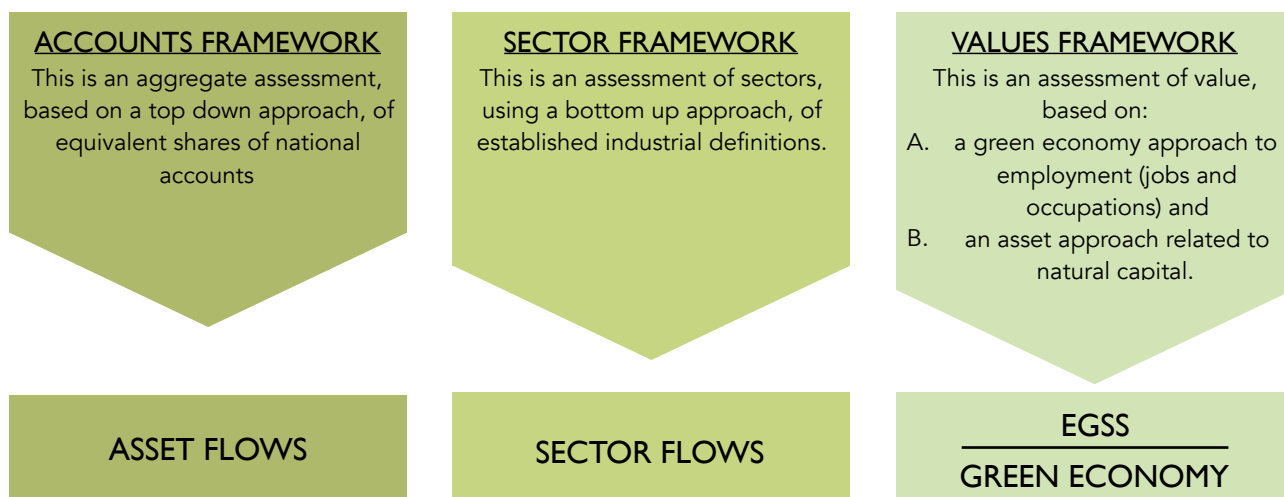 ACCOUNTS FRAMEWORK
This is an aggregate assessment,
based on a top down approach, of
equivalent shares of national
accounts
SECTOR FRAMEWORK
This is an assessment of sectors,
using a bottom up approach, of
established industrial definitions.
VALUES FRAMEWORK
This is an assessment of value,
based on:
A. a green economy approach to
employment (jobs and
occupations) and
B. an asset approach related to
natural capital.
ASSET FLOWS
SECTOR FLOWS
EGSS
GREEN ECONOMY